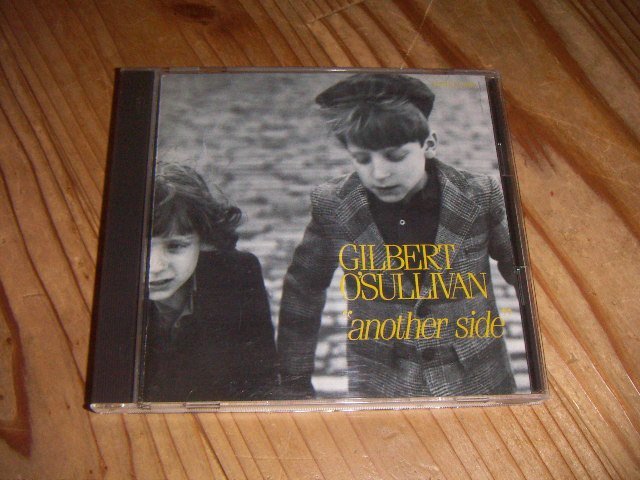 GILBERT
O'SULLIVAN
"another side"